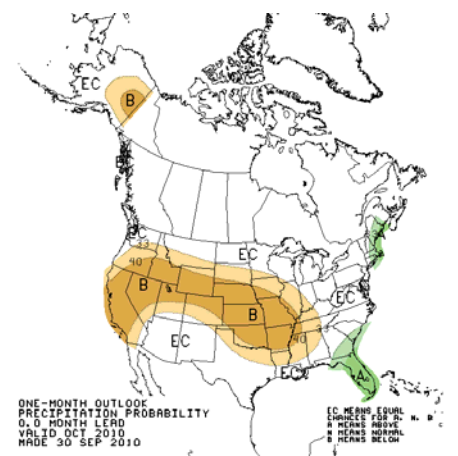 EC
B
EC
33
40
A
EC
B
EC
B
40
EC
EC
A
ONE-MONTH OUTLOOK
PRECIPITATION PROBABILITY
0.0 MONTH LEAD
VALID OCT 2010
MADE 30 SEP 2010
EC MEANS EQUAL
CHANCES FOR A, N, B
A MEANS ABOVE
N MEANS NORMAL
B MEANS BELOW